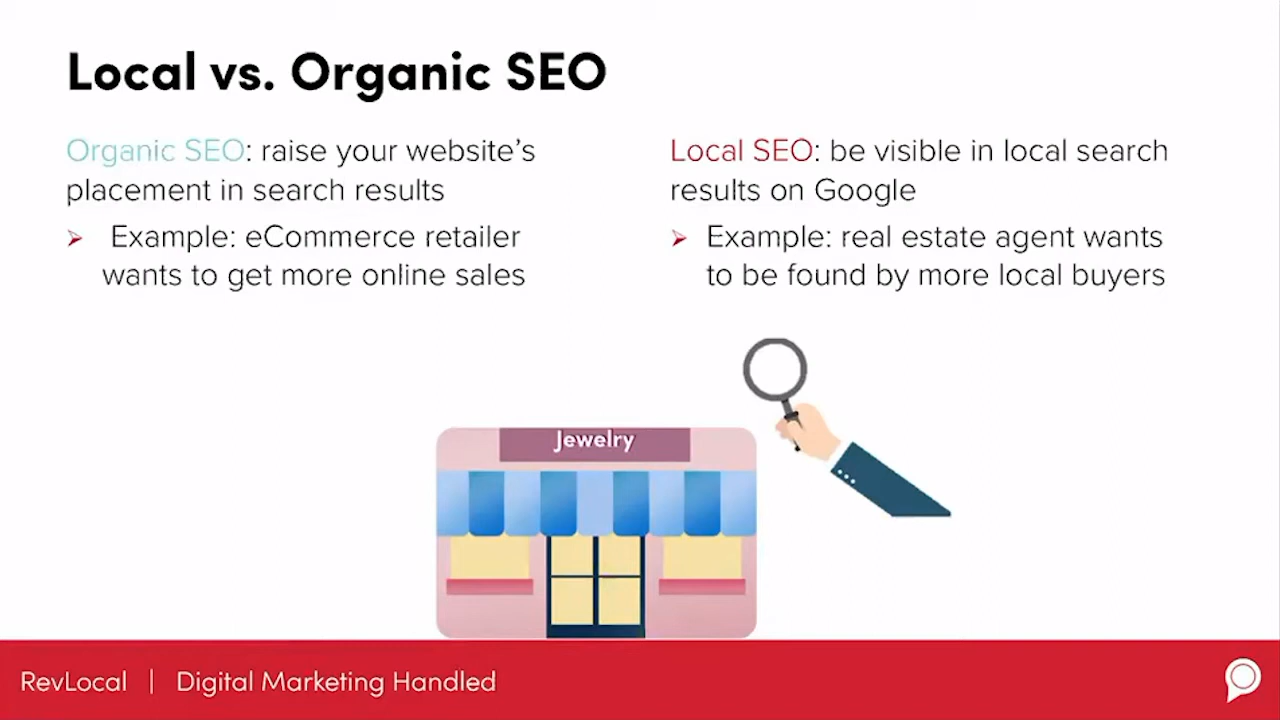 Local vs. Organic SEO
Organic SEO: raise your website's
placement in search results
Example: eCommerce retailer
wants to get more online sales
Local SEO: be visible in local search
results on Google
Example: real estate agent wants
to be found by more local buyers
Jewelry
RevLocal | Digital Marketing Handled